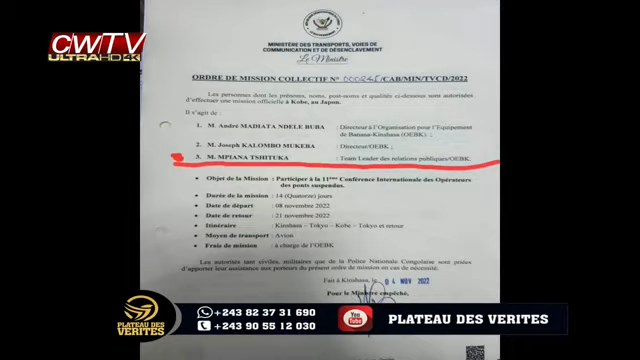 CWTV
ULTRA HD 4K
MINISTÈRE DES TRANSPORTS, VOIES DE
COMMUNICATION ET DE DÉSENCLAVEMENT
Le Ministre
ORDRE DE MISSION COLLECTIF N° /CAB/MIN/TVCD/2022
Les personnes dont les prénoms, noms, post-noms et qualités ci-dessous sont autorisées
d'effectuer une mission officielle à Kobe, au Japon.
Il s'agit de :
1. M. André MADIATA NDELE BUBA : Directeur à l'Organisation pour l'Equipement
de Banana-Kinshasa (OEBK) ;
2. M. Joseph KALOMBO MUKEBA : Directeur/OEBK ;
3. M. MPIANA TSHITUKA : Team Leader des relations publiques/OEBK.
• Objet de la Mission : Participer à la 11ème Conférence Internationale des Opérateurs
des ponts suspendus.
• Durée de la mission : 14 (Quatorze) jours
• Date de départ : 08 novembre 2022
• Date de retour : 21 novembre 2022
• Itinéraire : Kinshasa – Tokyo – Kobe – Tokyo et retour
• Moyen de transport : Avion
• Frais de mission : à charge de l'OEBK
Les autorités tant civiles, militaires que de la Police Nationale Congolaise sont priées
d'apporter leur assistance aux porteurs du présent ordre de mission en cas de nécessité.
Fait à Kinshasa, le 04 NOV 2022
Pour le Ministre empêché,
PLATEAU DES
VERITES
+243 82 37 31 690
+243 90 55 12 030
You Tube
PLATEAU DES VERITES